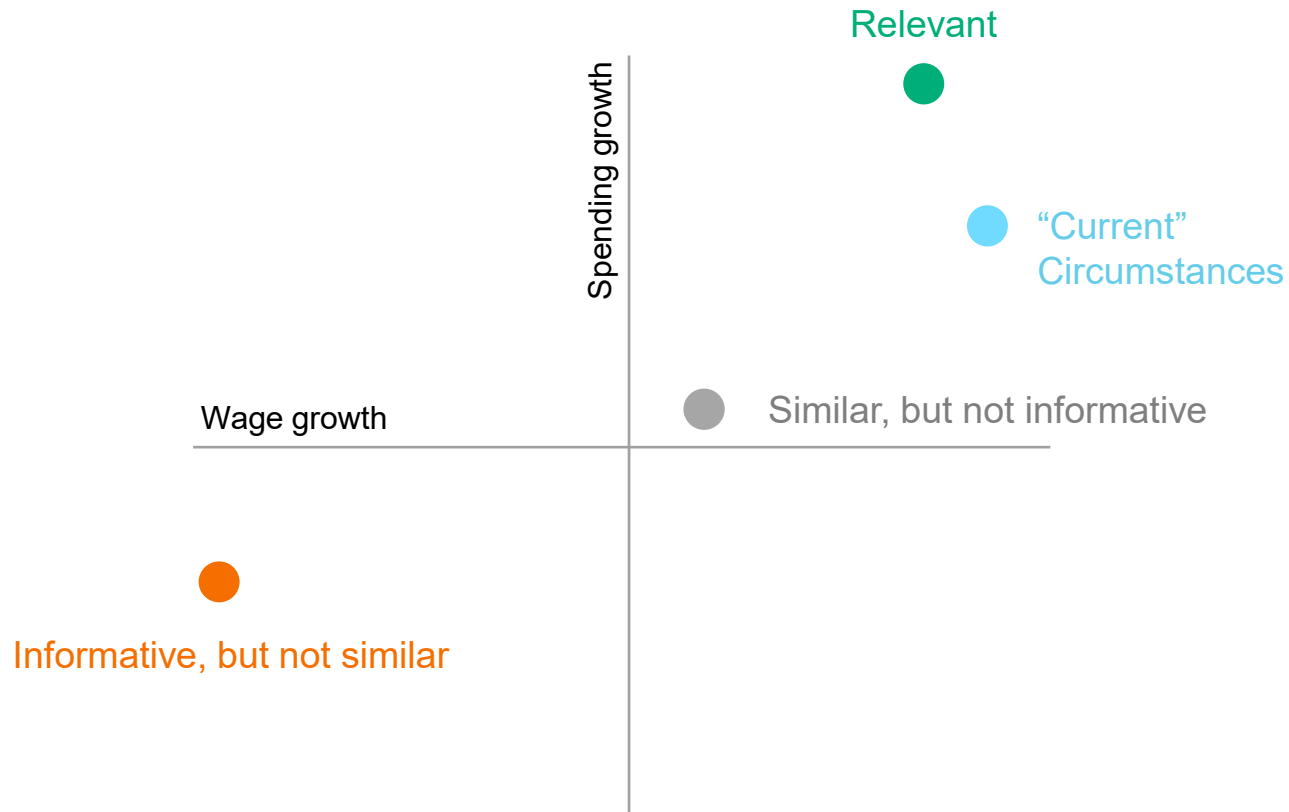 Relevant
Spending growth
“Current”
Circumstances
Wage growth
Similar, but not informative
Informative, but not similar